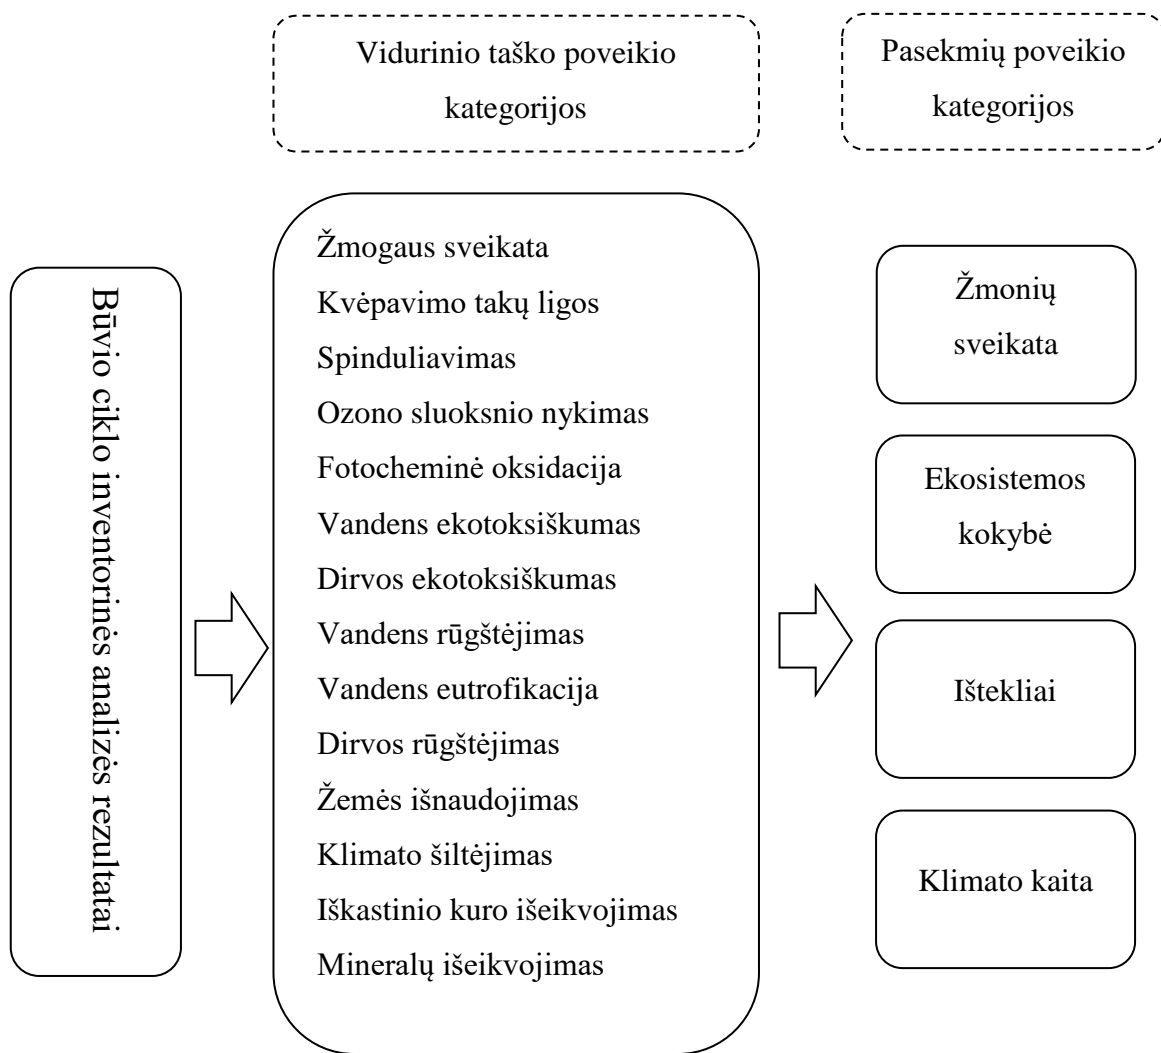 Vidurinio taško poveikio
kategorijos
Pasekmių poveikio
kategorijos
Būvio ciklo inventorinės analizės rezultatai
Žmogaus sveikata
Kvėpavimo takų ligos
Spinduliavimas
Ozono sluoksnio nykimas
Fotocheminė oksidacija
Vandens ekotoksiškumas
Dirvos ekotoksiškumas
Vandens rūgštėjimas
Vandens eutrofikacija
Dirvos rūgštėjimas
Žemės išnaudojimas
Klimato šiltėjimas
Iškastinio kuro išeikvojimas
Mineralų išeikvojimas
Žmonių
sveikata
Ekosistemos
kokybė
Ištekliai
Klimato kaita